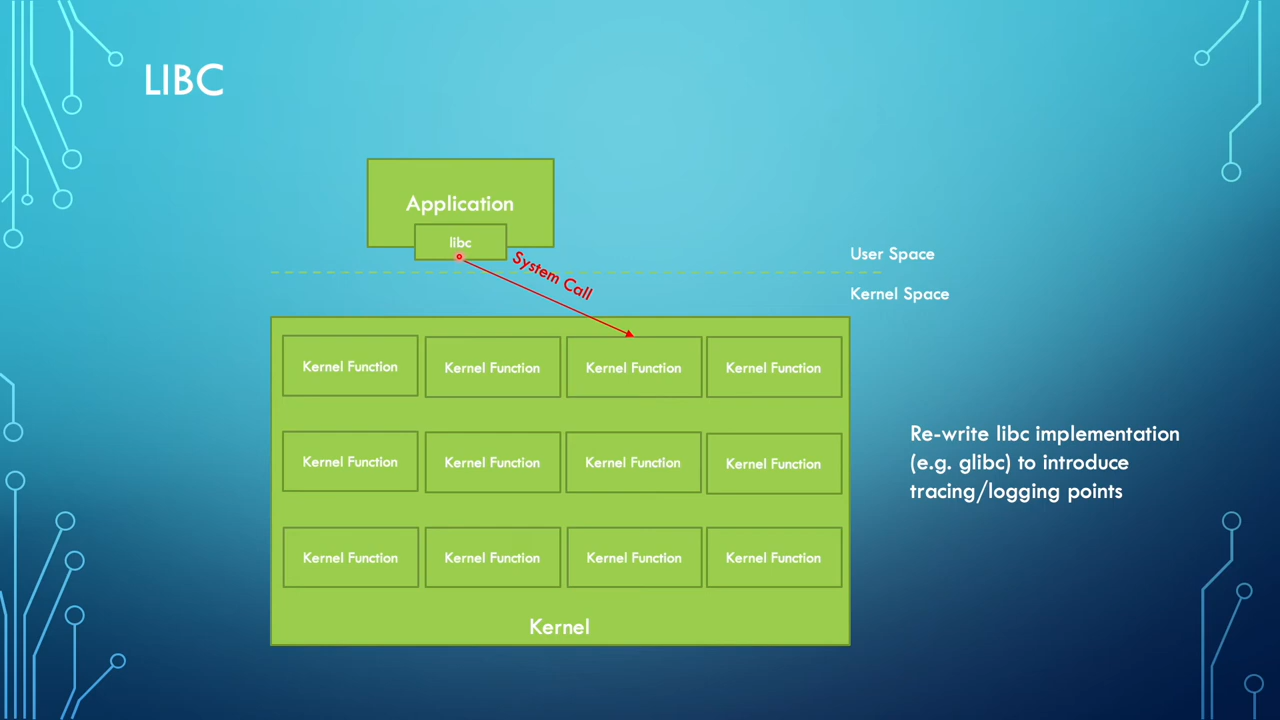 LIBC
Application
libc
System Call
User Space
Kernel Space
Kernel Function
Kernel Function
Kernel Function
Kernel Function
Kernel Function
Kernel Function
Kernel Function
Kernel Function
Kernel Function
Kernel Function
Kernel Function
Kernel Function
Kernel
Re-write libc implementation
(e.g. glibc) to introduce
tracing/logging points